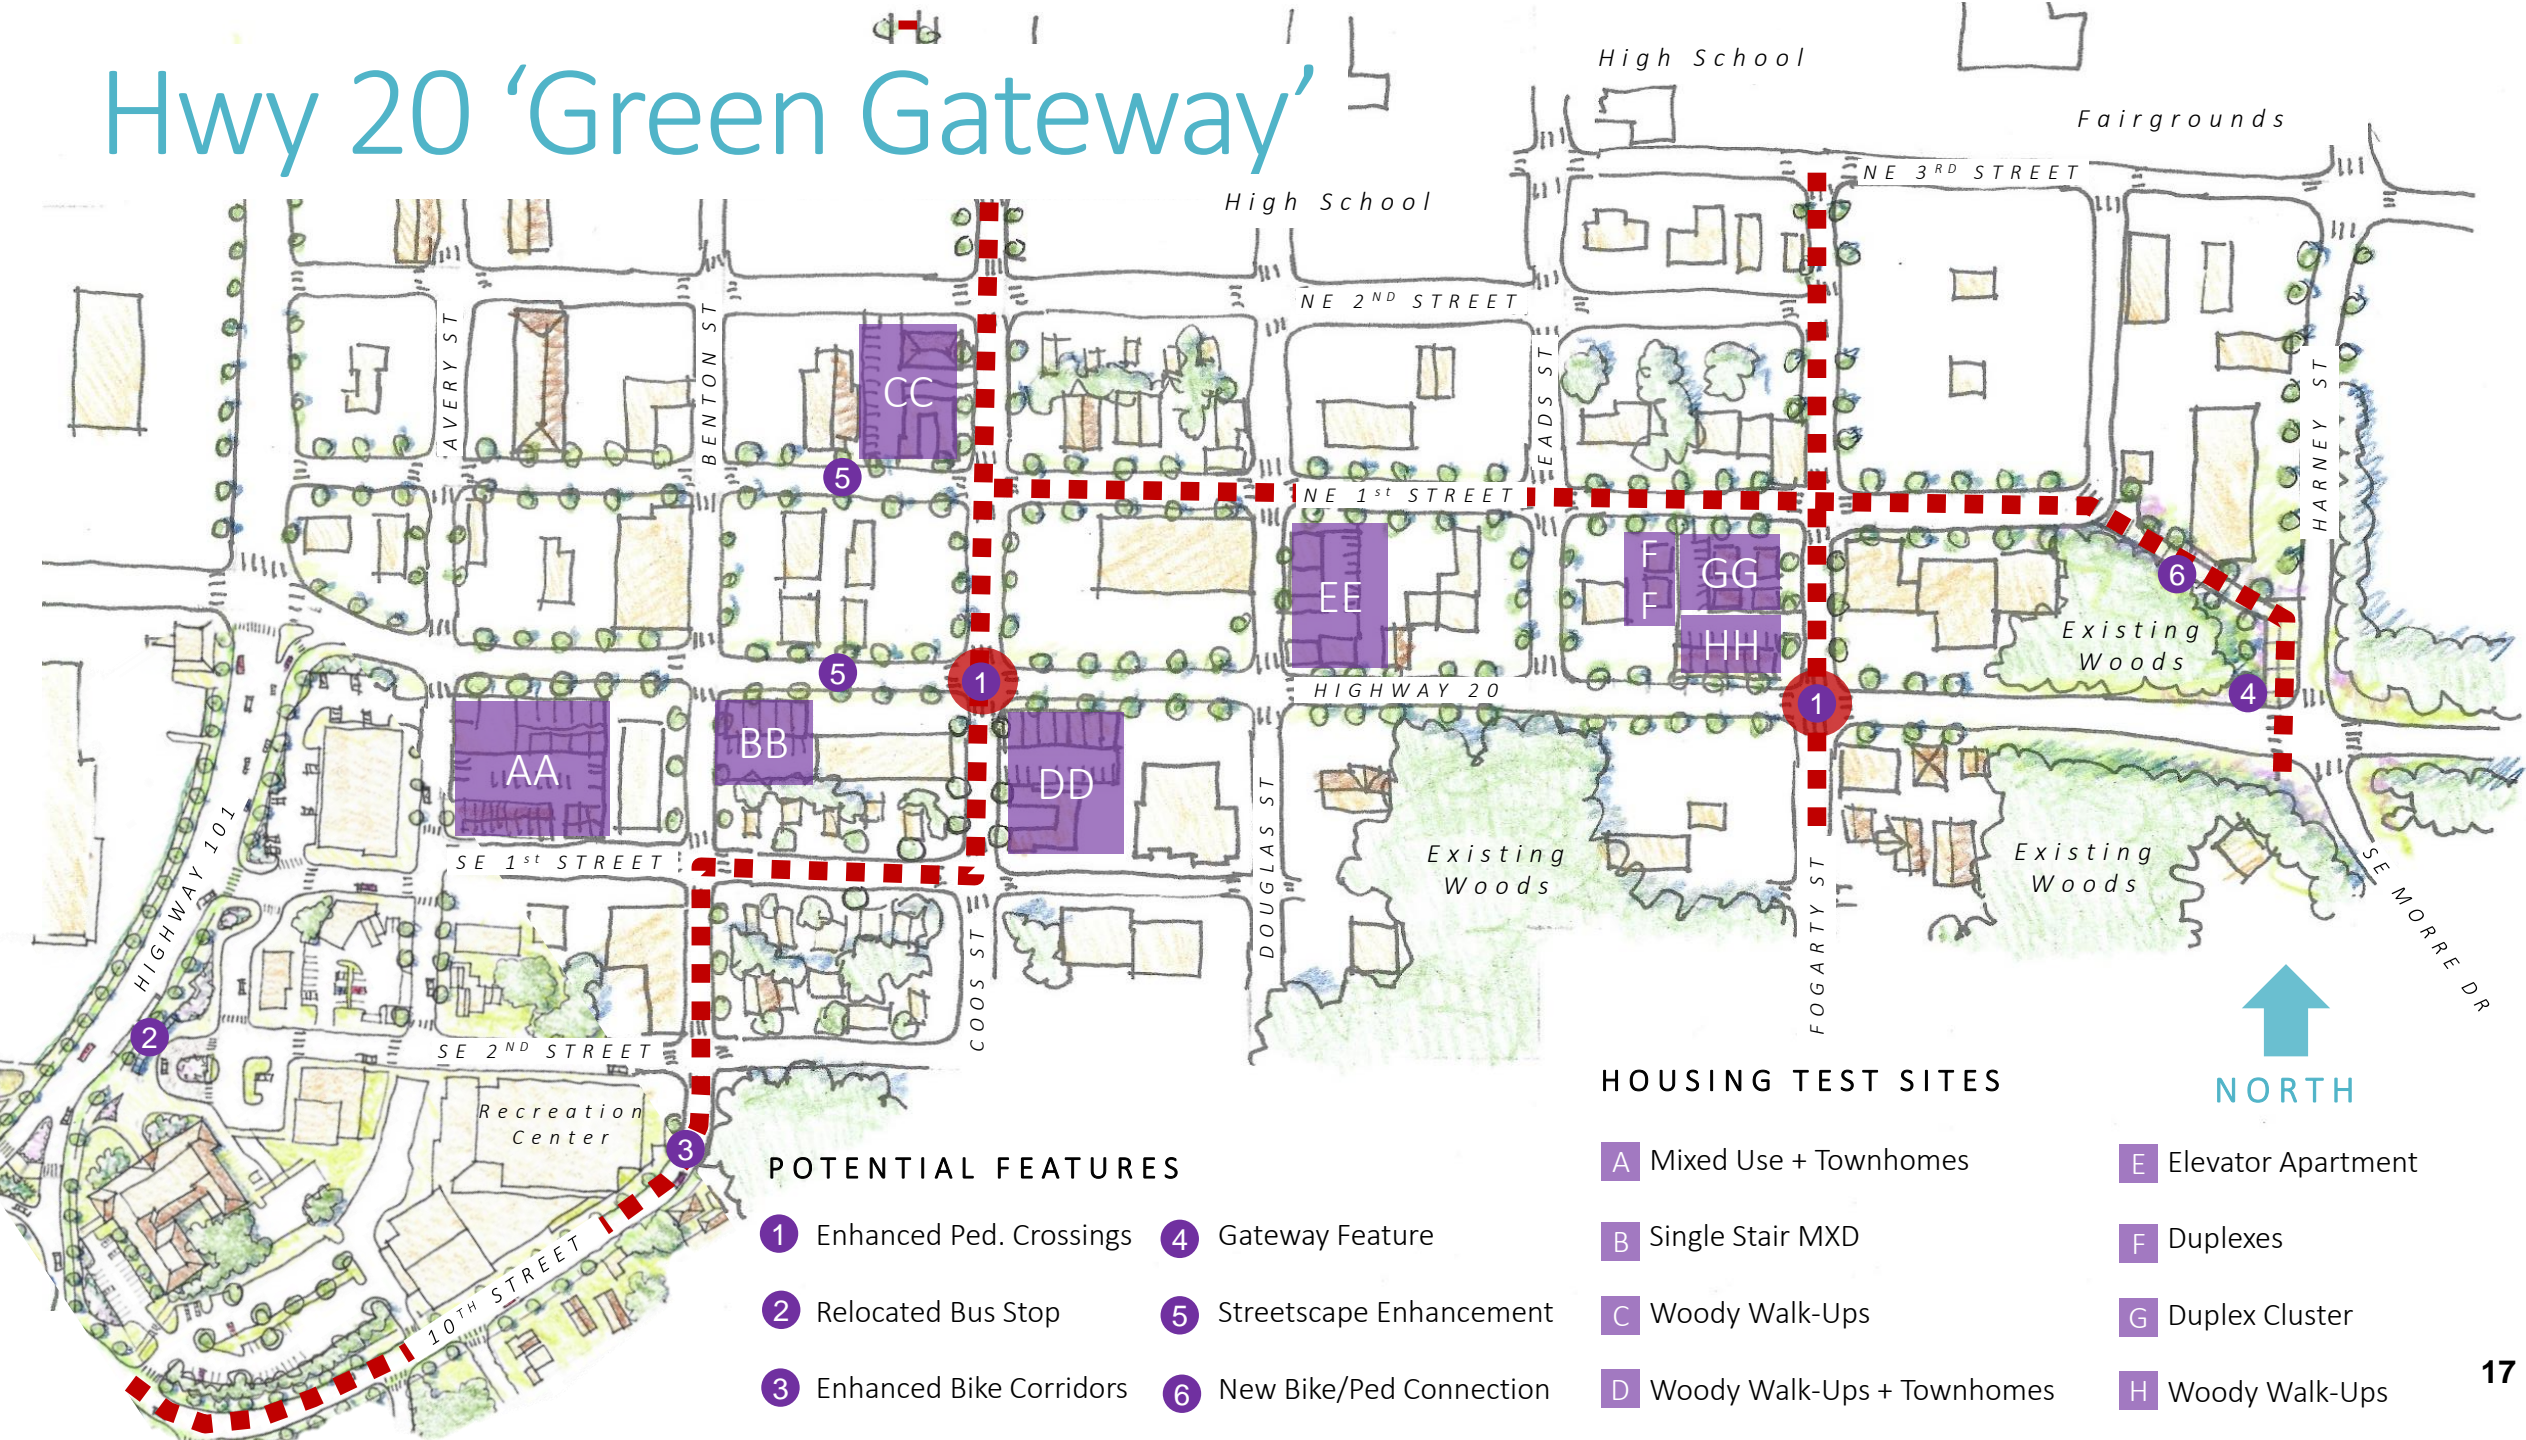 Hwy 20 ‘Green Gateway’
High School
Fairgrounds
NE 3RD STREET
High School
NE 2ND STREET
AVERY ST
BENTON ST
EADS ST
HARNEY ST
CC
5
NE 1st STREET
EE
F
F
GG
HH
6
Existing
Woods
4
5
1
HIGHWAY 20
1
AA
BB
DD
SE 1st STREET
HIGHWAY 101
DOUGLAS ST
Existing
Woods
Existing
Woods
FOGARTY ST
SE MORRE DR
COOS ST
2
SE 2ND STREET
Recreation
Center
3
10TH STREET
NORTH
POTENTIAL FEATURES
1 Enhanced Ped. Crossings
2 Relocated Bus Stop
3 Enhanced Bike Corridors
4 Gateway Feature
5 Streetscape Enhancement
6 New Bike/Ped Connection
HOUSING TEST SITES
A Mixed Use + Townhomes
B Single Stair MXD
C Woody Walk-Ups
D Woody Walk-Ups + Townhomes
E Elevator Apartment
F Duplexes
G Duplex Cluster
H Woody Walk-Ups
17